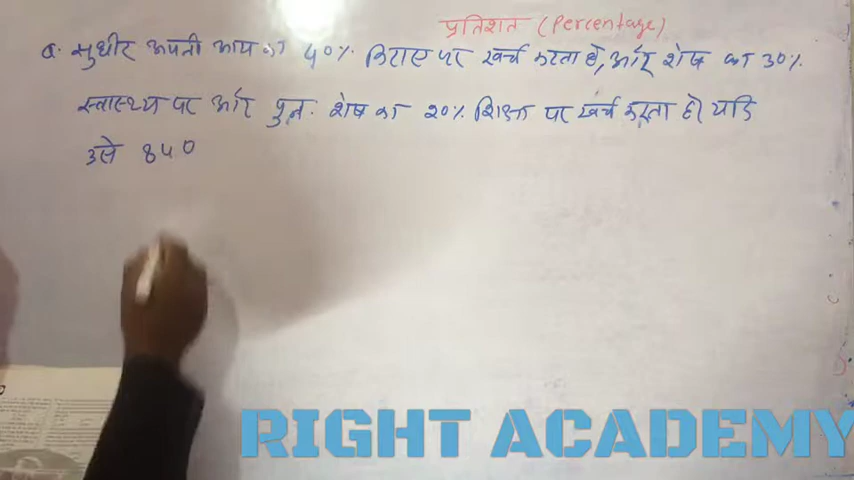 प्रतिशत (Percentage)
Q. सुधीर अपनी आय का 40% किराए पर खर्च करता है, और शेष का 30%
स्वास्थ्य पर और पुन: शेष का 20% शिक्षा पर खर्च करता है यदि
उसे 840
RIGHT ACADEMY